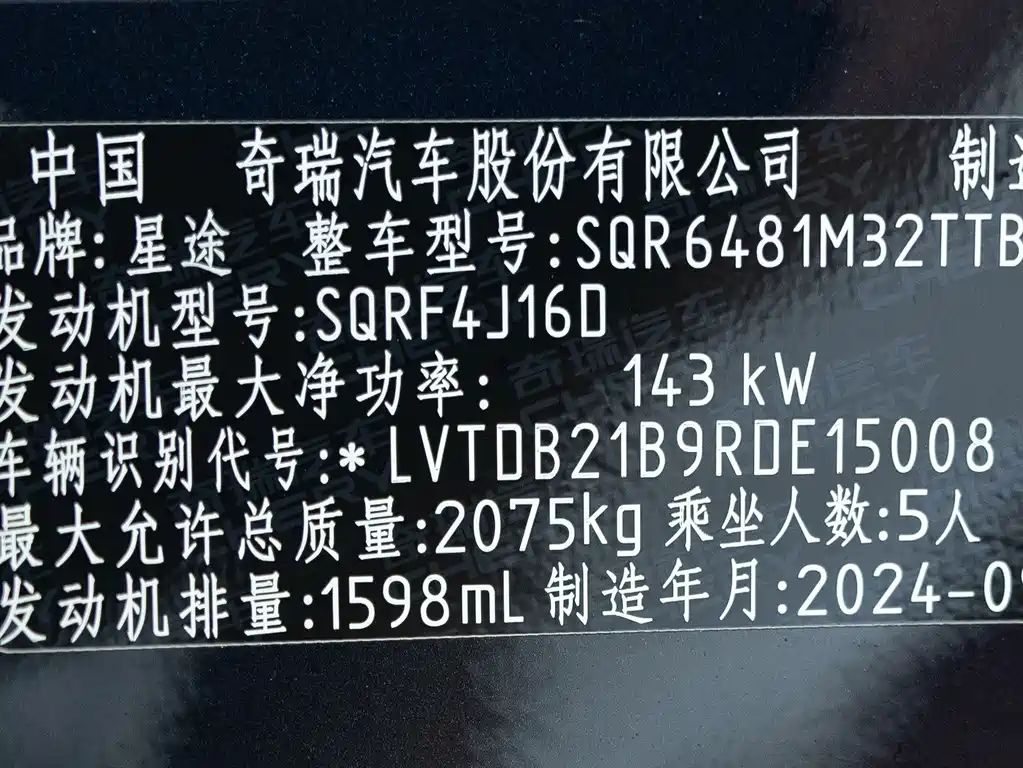 中国 奇瑞汽车股份有限公司 制造
品牌:星途 整车型号:SQR6481M32TTB
发动机型号:SQRF4J16D
发动机最大净功率: 143 kW
车辆识别代号:*LVTDB21B9RDE15008
最大允许总质量:2075kg 乘坐人数:5人
发动机排量:1598mL 制造年月:2024-09